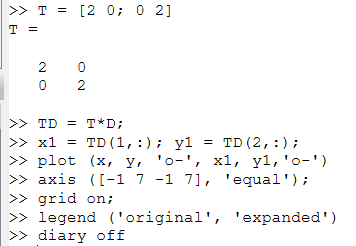 >> T = [2 0; 0 2]
T =
2 0
0 2
>> TD = T*D;
>> x1 = TD(1,:); y1 = TD(2,:);
>> plot (x, y, 'o-', x1, y1,'o-')
>> axis ([-1 7 -1 7], 'equal');
>> grid on;
>> legend ('original', 'expanded')
>> diary off